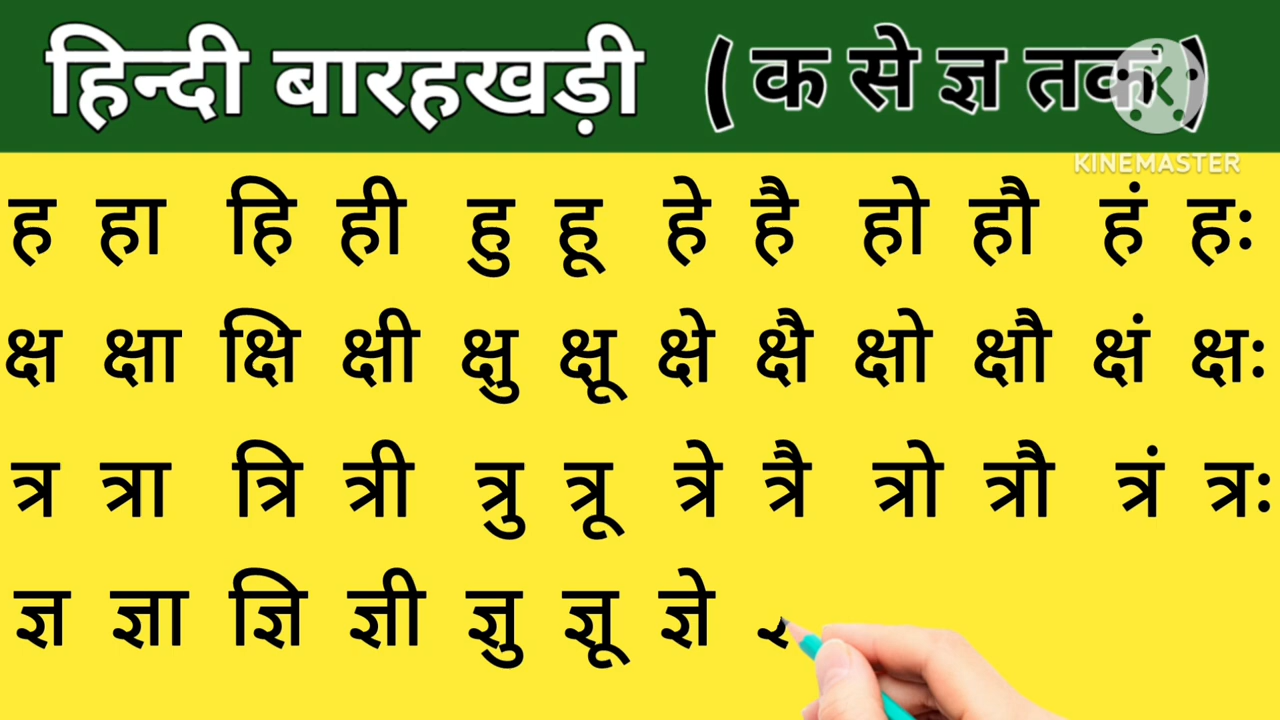 हिन्दी बारहखड़ी ( क से ज्ञ तक )
KINEMASTER
ह हा हि ही हु हू हे है हो हौ हं हः
क्ष क्षा क्षि क्षी क्षु क्षू क्षे क्षै क्षो क्षौ क्षं क्षः
त्र त्रा त्रि त्री त्रु त्रू त्रे त्रै त्रो त्रौ त्रं त्रः
ज्ञ ज्ञा ज्ञि ज्ञी ज्ञु ज्ञू ज्ञे